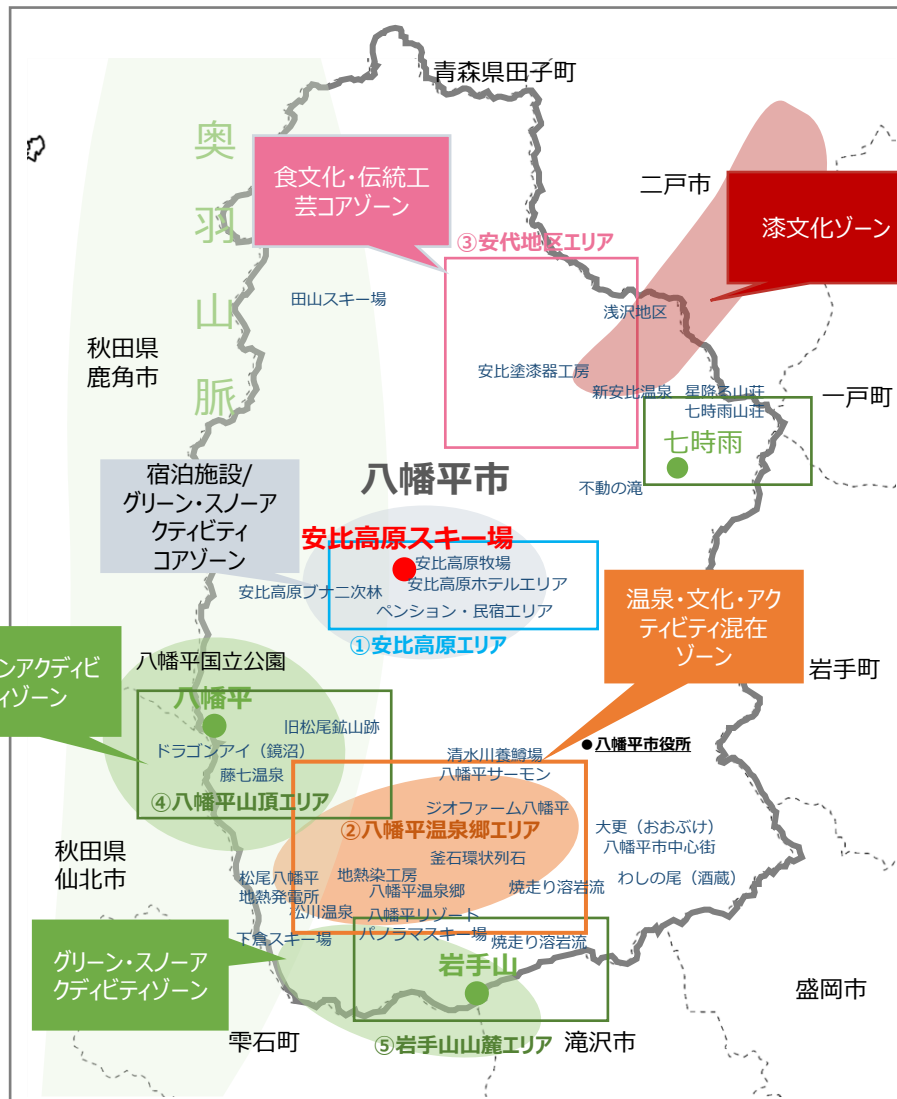 青森県田子町
奥
羽
山
脈
食文化・伝統工
芸コアゾーン
二戸市
漆文化ゾーン
③安代地区エリア
田山スキー場
浅沢地区
秋田県
鹿角市
安比塗漆器工房
新安比温泉
星降る山荘
七時雨山荘
一戸町
七時雨
宿泊施設/
グリーン・スノーア
クティビティ
コアゾーン
八幡平市
不動の滝
安比高原スキー場
安比高原牧場
安比高原ホテルエリア
安比高原ブナ二次林
ペンション・民宿エリア
①安比高原エリア
温泉・文化・アク
ティビティ混在
ゾーン
岩手町
八幡平国立公園
ンアクディビ
ィゾーン
八幡平
旧松尾鉱山跡
ドラゴンアイ（鏡沼）
藤七温泉
④八幡平山頂エリア
●八幡平市役所
清水川養鱒場
八幡平サーモン
ジオファーム八幡平
②八幡平温泉郷エリア
大更（おおぶけ）
八幡平市中心街
釜石環状列石
秋田県
仙北市
松尾八幡平
地熱発電所
地熱染工房
八幡平温泉郷
焼走り溶岩流
わしの尾（酒蔵）
松川温泉
八幡平リゾート
パノラマスキー場
下倉スキー場
焼走り溶岩流
グリーン・スノーア
クディビティゾーン
岩手山
盛岡市
雫石町
⑤岩手山山麓エリア
滝沢市